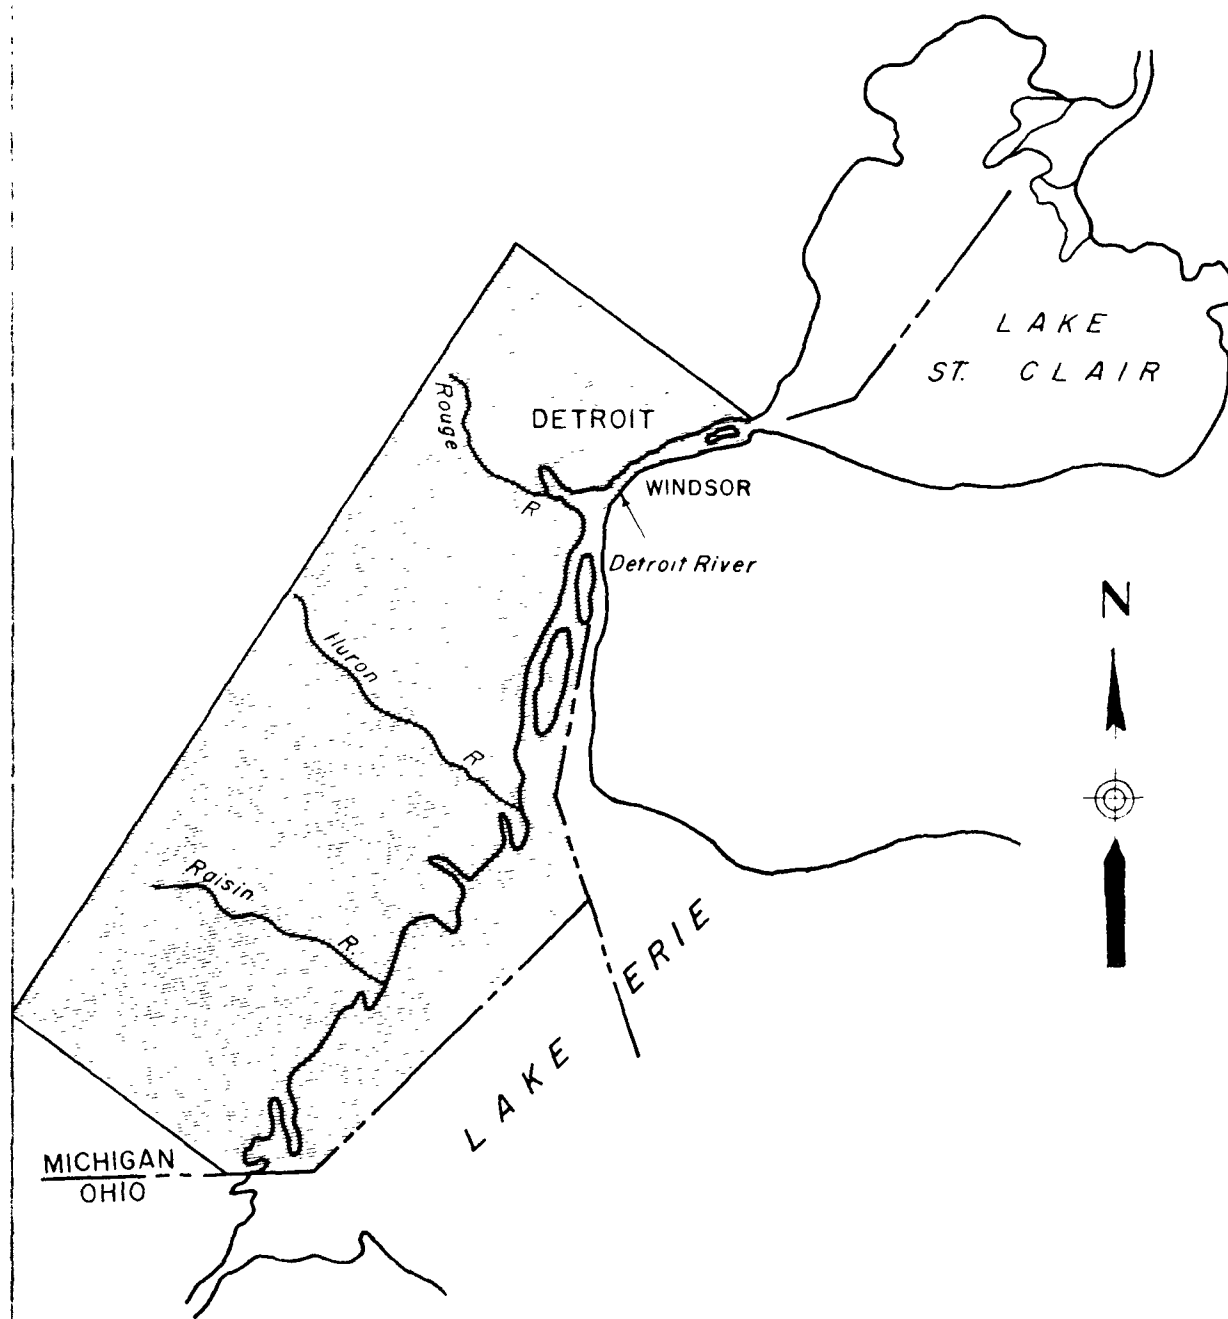 LAKE
ST. CLAIR
Rouge
R
DETROIT
WINDSOR
Detroit River
N
Huron
R
Raisin
R.
LAKE ERIE
MICHIGAN
OHIO